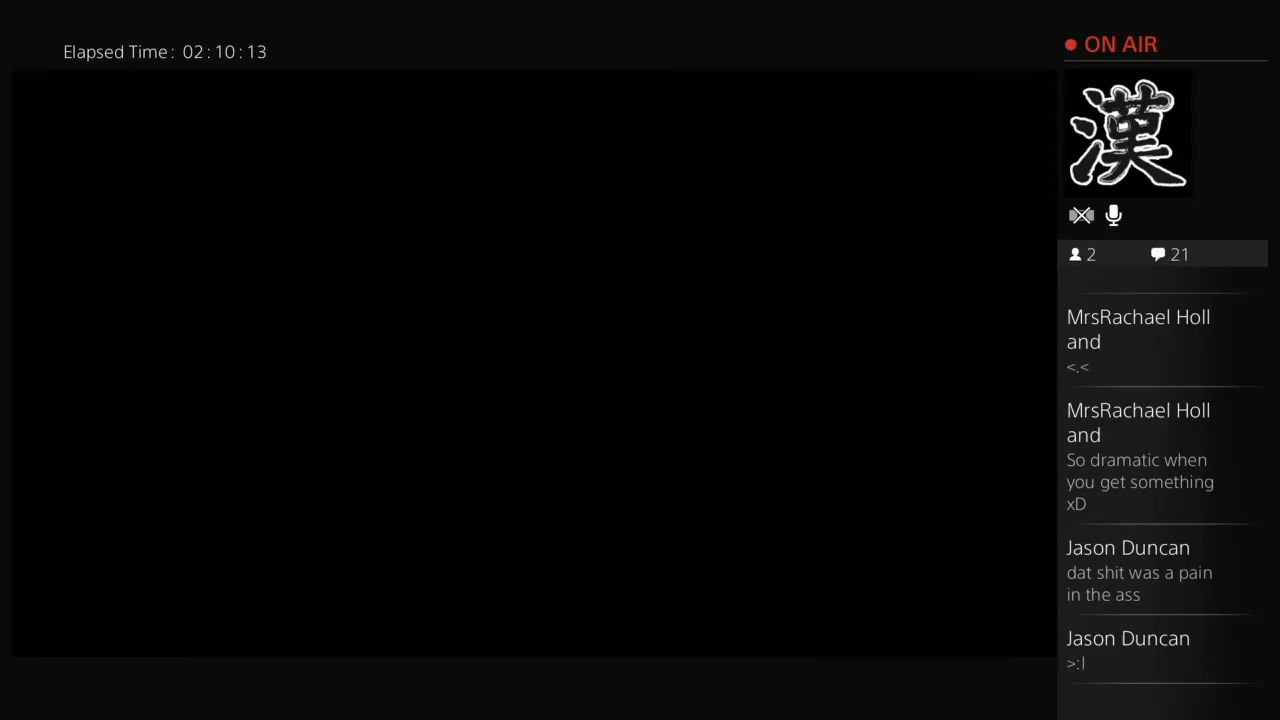 Elapsed Time: 02:10:13
ON AIR
漢
2 21
MrsRachael Holl
and
<.<
MrsRachael Holl
and
So dramatic when
you get something
xD
Jason Duncan
dat shit was a pain
in the ass
Jason Duncan
>:l